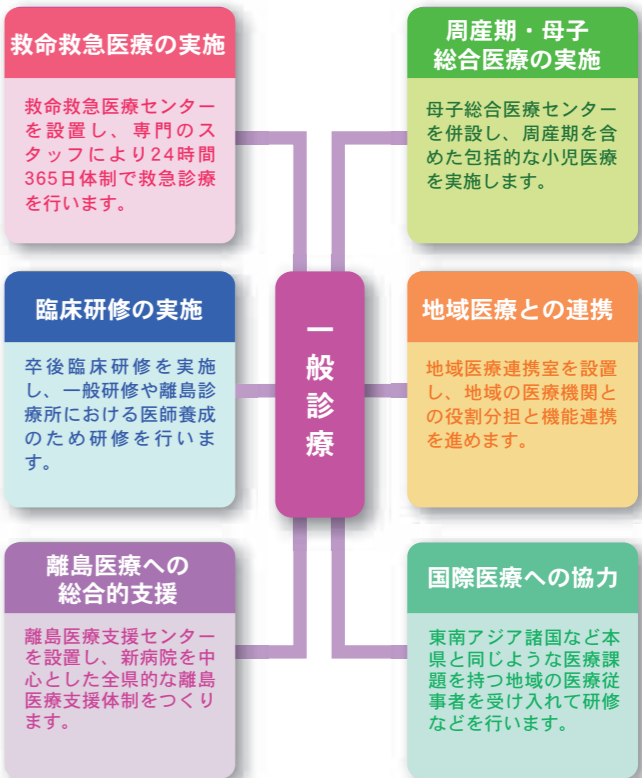 救命救急医療の実施
救命救急医療センター
を設置し、専門のス
タッフにより24時間
365日体制で救急診療
を行います。
周産期・母子
総合医療の実施
母子総合医療センター
を併設し、周産期を含
めた包括的な小児医療
を実施します。
一般診療
臨床研修の実施
卒後臨床研修を実施
し、一般研修や離島診
療所における医師養成
のため研修を行いま
す。
地域医療との連携
地域医療連携室を設置
し、地域の医療機関と
の役割分担と機能連携
を進めます。
離島医療への
総合的支援
離島医療支援センター
を設置し、新病院を中
心とした全県的な離島
医療支援体制をつくり
ます。
国際医療への協力
東南アジア諸国など本
県と同じような医療課
題を持つ地域の医療従
事者を受け入れて研修
などを行います。